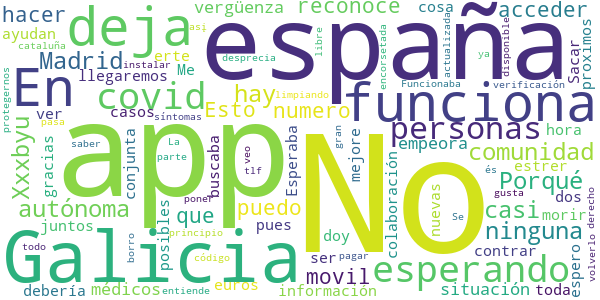 hacer
ayudan
deja
vergüenza
reconoce
cosa
acceder
asi
cataluña
instalar
Madrid
erte
Me
desprecia
libre
encorsetada
actualizada
disponible
ya
Sacar
proximos
españa
llegaremos
En
covid
hay
numero
Funcionaba
verificación
funciona
protegernos
ver
casos
Esto
limpiando
personas
hora
pasa
síntomas
saber
La
parte
gran
mejore
empeora
comunidad
Xxxbyu
gracias
conjunta
app
buscaba
Esperaba
veo
tlf
No
colaboración
Porqué
estrer
autónoma
que
puedo
poner
nuevas
Se
casi
és
gusta
dos
morir
juntos
posibles
pues
doy
ninguna
volverlo
derecho
Galicia
principio
ser
contrar
espero
todo
borro
código
pagar
movil
esperando
debería
médicos
entiende
euros
información
situación
toda